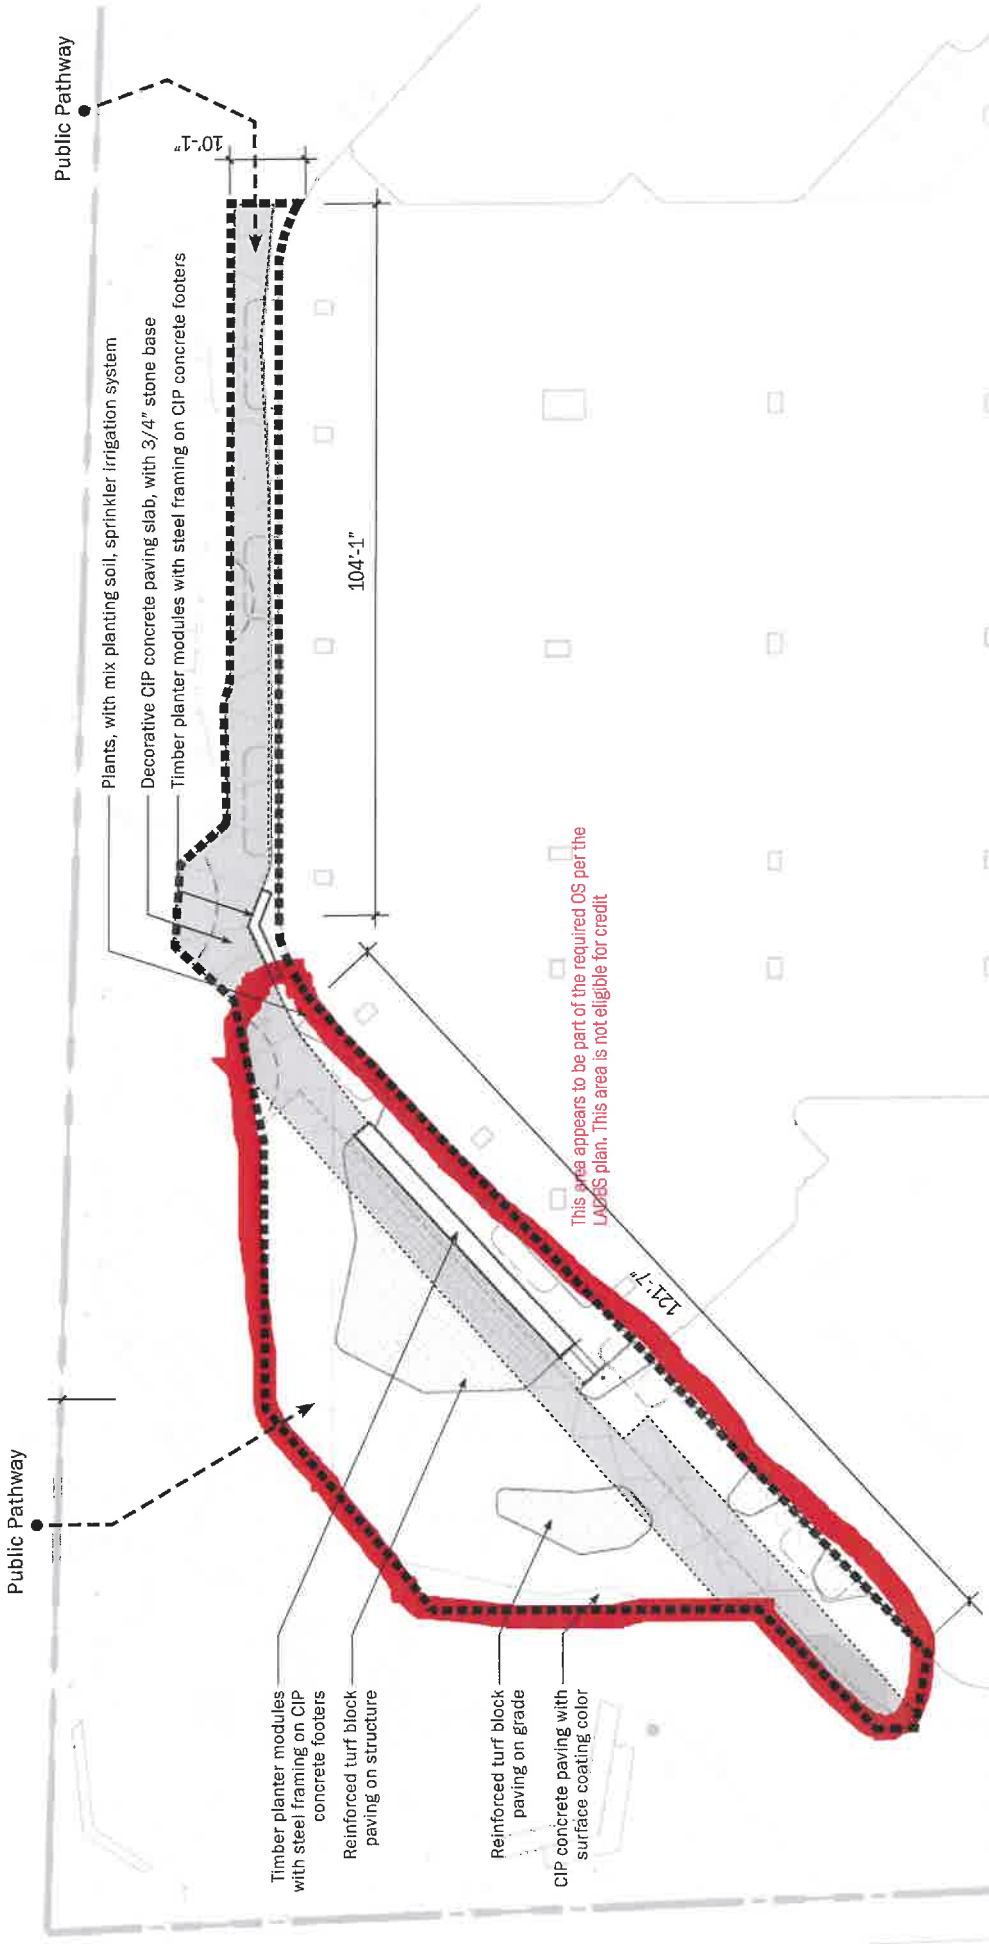 Public Pathway
10'-1"
Plants, with mix planting soil, sprinkler irrigation system
Decorative CIP concrete paving slab, with 3/4" stone base
Timber planter modules with steel framing on CIP concrete footers
104'-1"
This area appears to be part of the required OS per the
LADBS plan. This area is not eligible for credit
121'-7"
Public Pathway
Timber planter modules
with steel framing on CIP
concrete footers
Reinforced turf block
paving on structure
Reinforced turf block
paving on grade
CIP concrete paving with
surface coating color